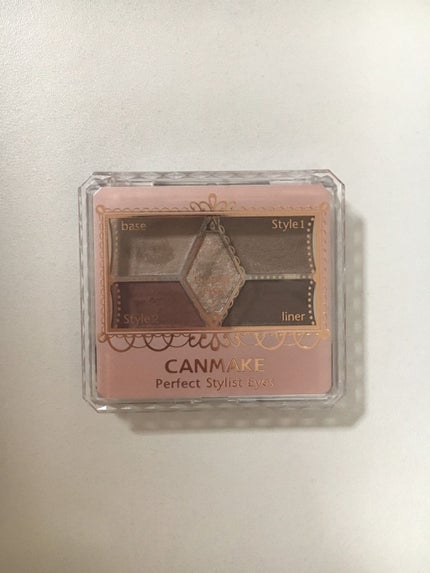 base
Style1
Style2
liner
CANMAKE
Perfect Stylist Eyes